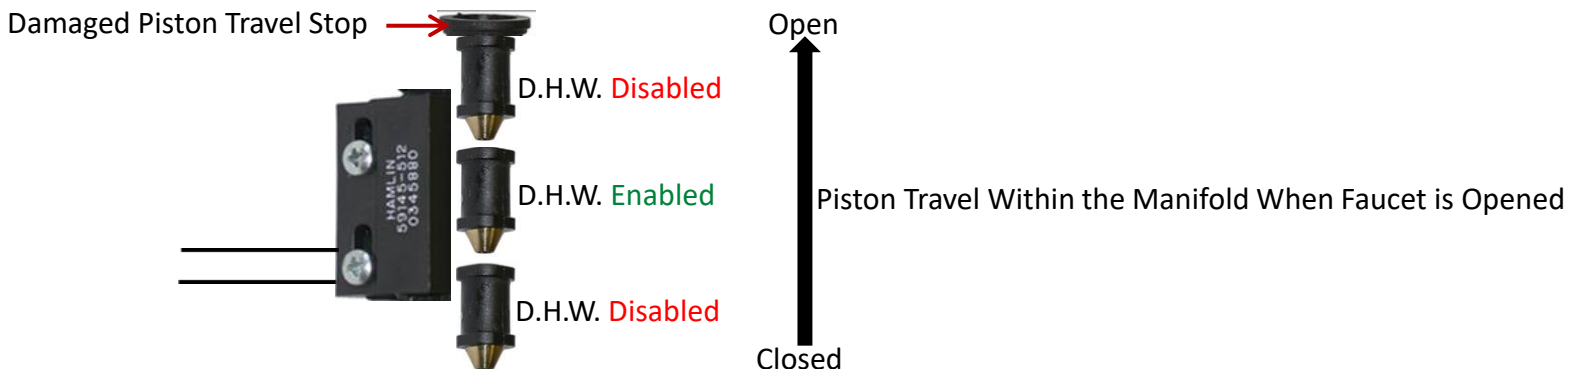 Damaged Piston Travel Stop
Open
D.H.W. Disabled
HAMLIN
59145-512
0345880
D.H.W. Enabled
Piston Travel Within the Manifold When Faucet is Opened
D.H.W. Disabled
Closed